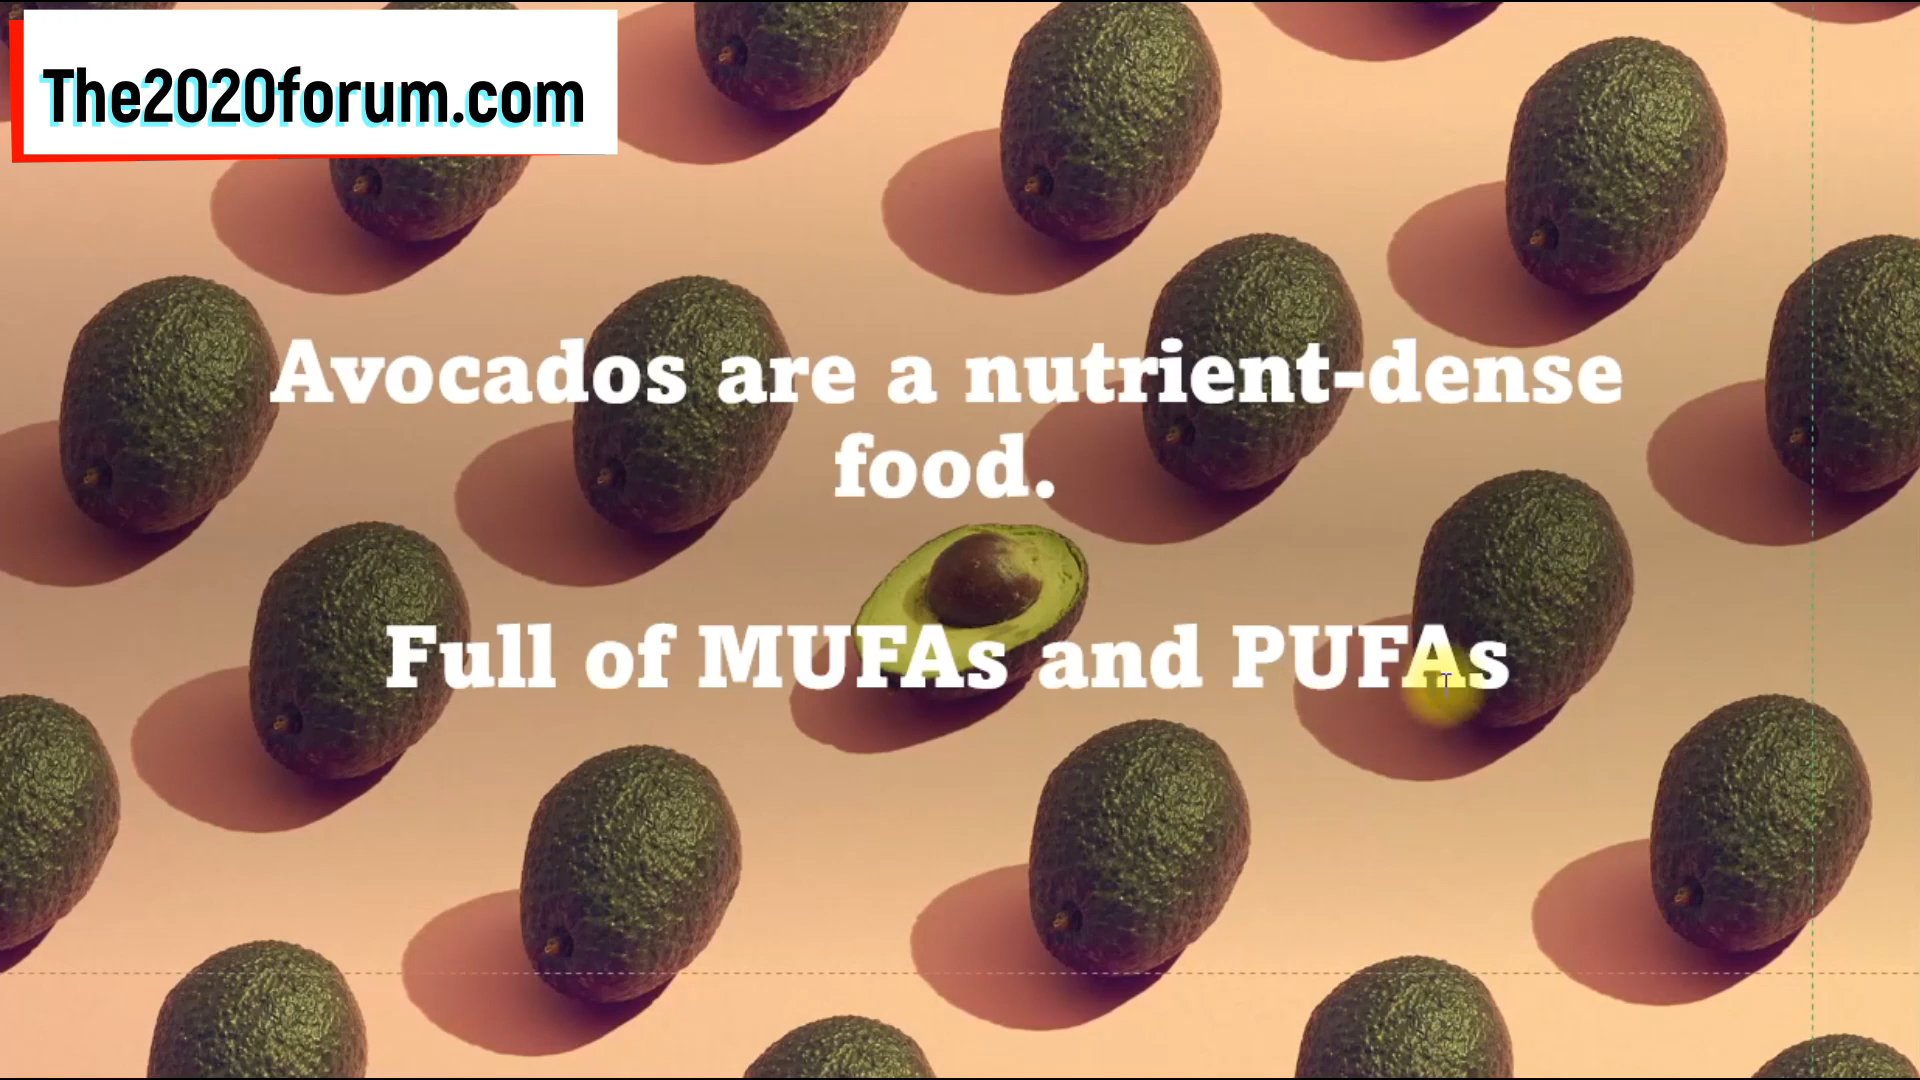 The2020forum.com
Avocados are a nutrient-dense
food.
Full of MUFAs and PUFAs